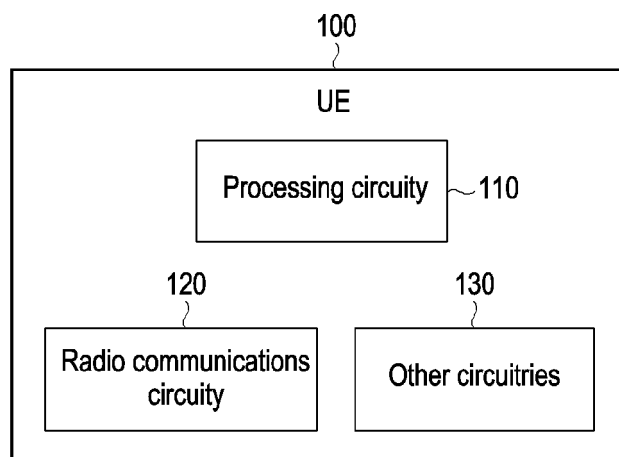 100
UE
Processing circuity
110
120
130
Radio communications
circuity
Other circuitries